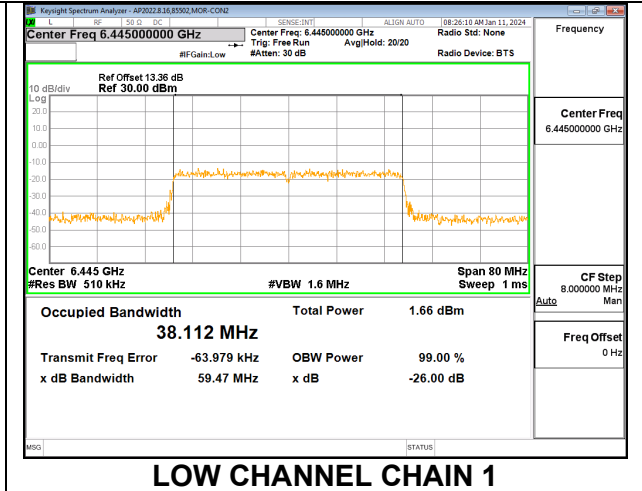 Keysight Spectrum Analyzer - AP2022.8.16,85502,MOR-CON2
L RF 50 Ω DC SENSE:INT ALIGN AUTO 08:26:10 AM Jan 11, 2024
Center Freq 6.445000000 GHz Center Freq: 6.445000000 GHz Radio Std: None Frequency
Trig: Free Run Avg|Hold: 20/20
#IFGain:Low #Atten: 30 dB Radio Device: BTS
Ref Offset 13.36 dB
10 dB/div Ref 30.00 dBm
Log
20.0
10.0
0.00
-10.0
-20.0
-30.0
-40.0
-50.0
-60.0
Center Freq
6.445000000 GHz
Center 6.445 GHz Span 80 MHz
#Res BW 510 kHz #VBW 1.6 MHz Sweep 1 ms
CF Step
8.000000 MHz
Auto Man
Occupied Bandwidth Total Power 1.66 dBm
38.112 MHz
Transmit Freq Error -63.979 kHz OBW Power 99.00 %
x dB Bandwidth 59.47 MHz x dB -26.00 dB
Freq Offset
0 Hz
MSG STATUS
LOW CHANNEL CHAIN 1